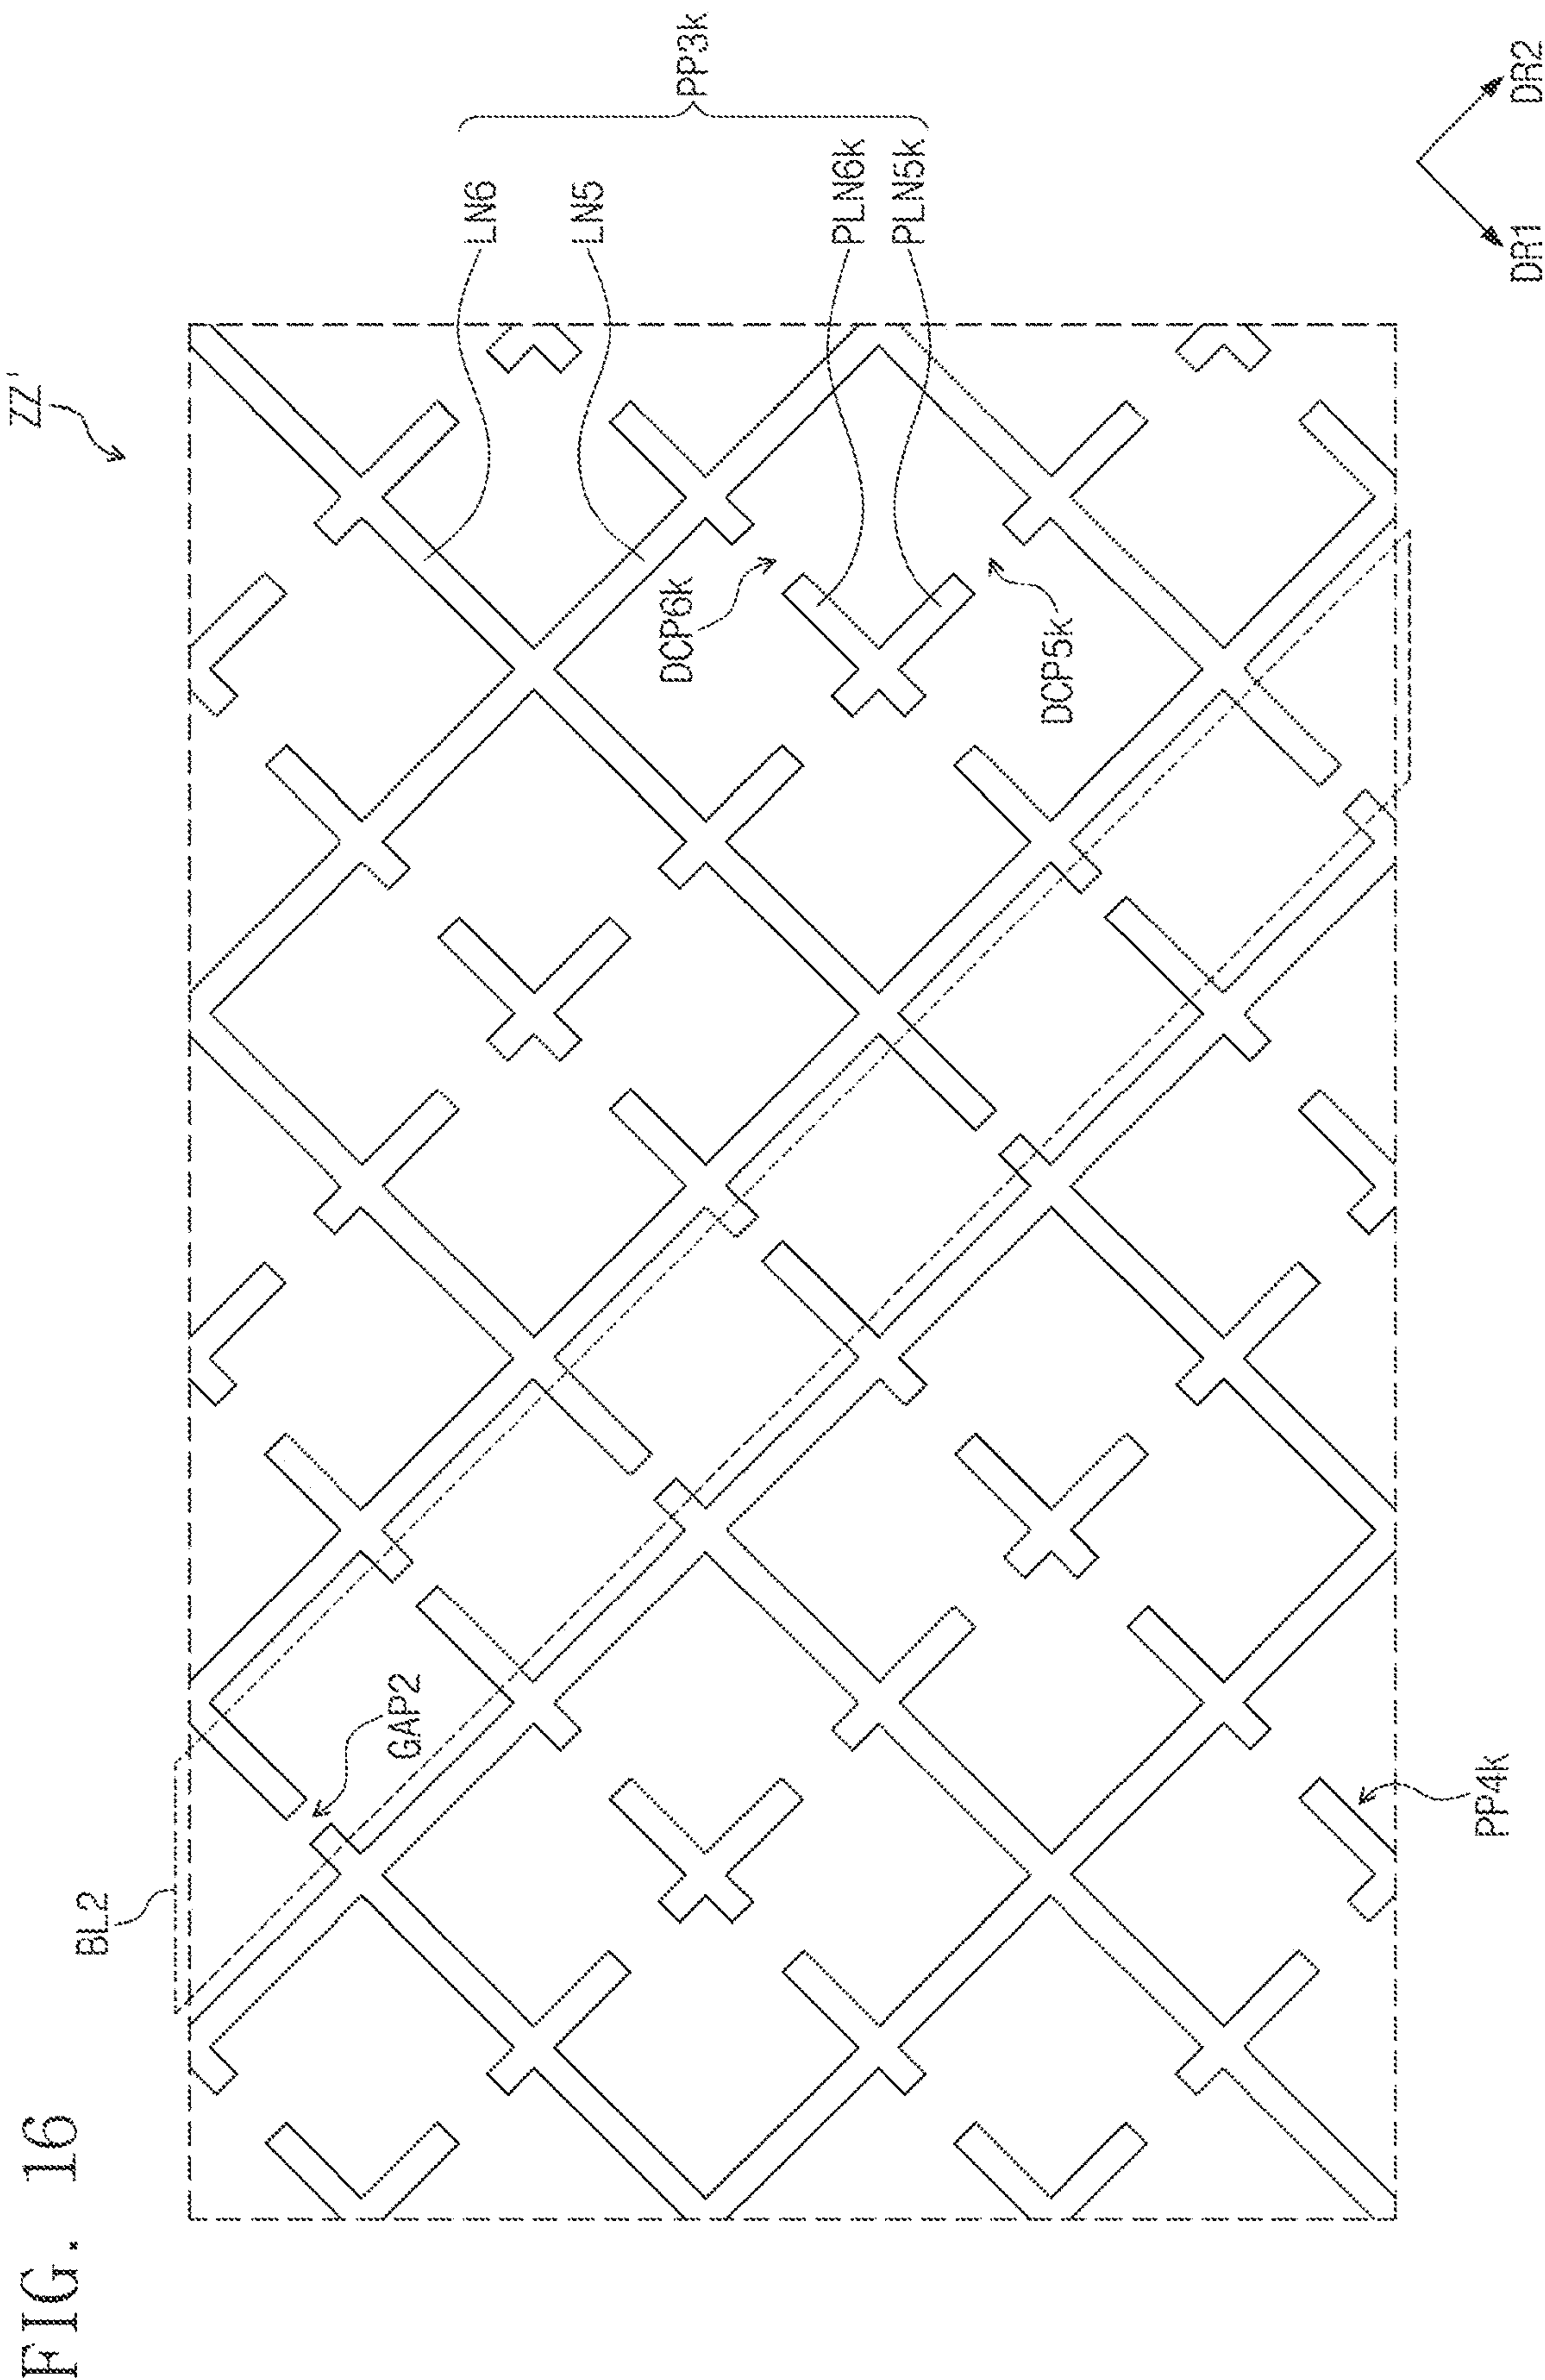 FIG. 16
ZZ'
BL2
GAP2
DCP6k
DCP5k
LN6
LN5
PLN6k
PLN5k
PP3k
PP4k
DR1
DR2